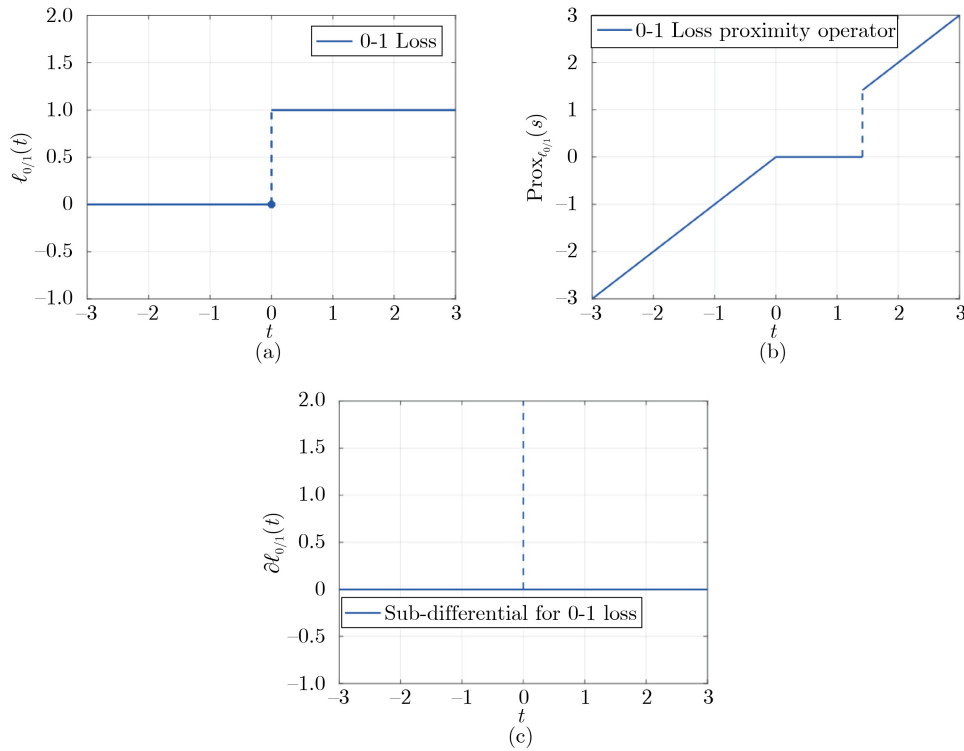 2.0
1.5
1.0
0.5
0
–0.5
–1.0
ℓ0/1(t)
0-1 Loss
–3 –2 –1 0 1 2 3
t
(a)
3
2
1
0
–1
–2
–3
Proxℓ0/1(s)
0-1 Loss proximity operator
–3 –2 –1 0 1 2 3
t
(b)
2.0
1.5
1.0
0.5
0
–0.5
–1.0
∂ℓ0/1(t)
Sub-differential for 0-1 loss
–3 –2 –1 0 1 2 3
t
(c)